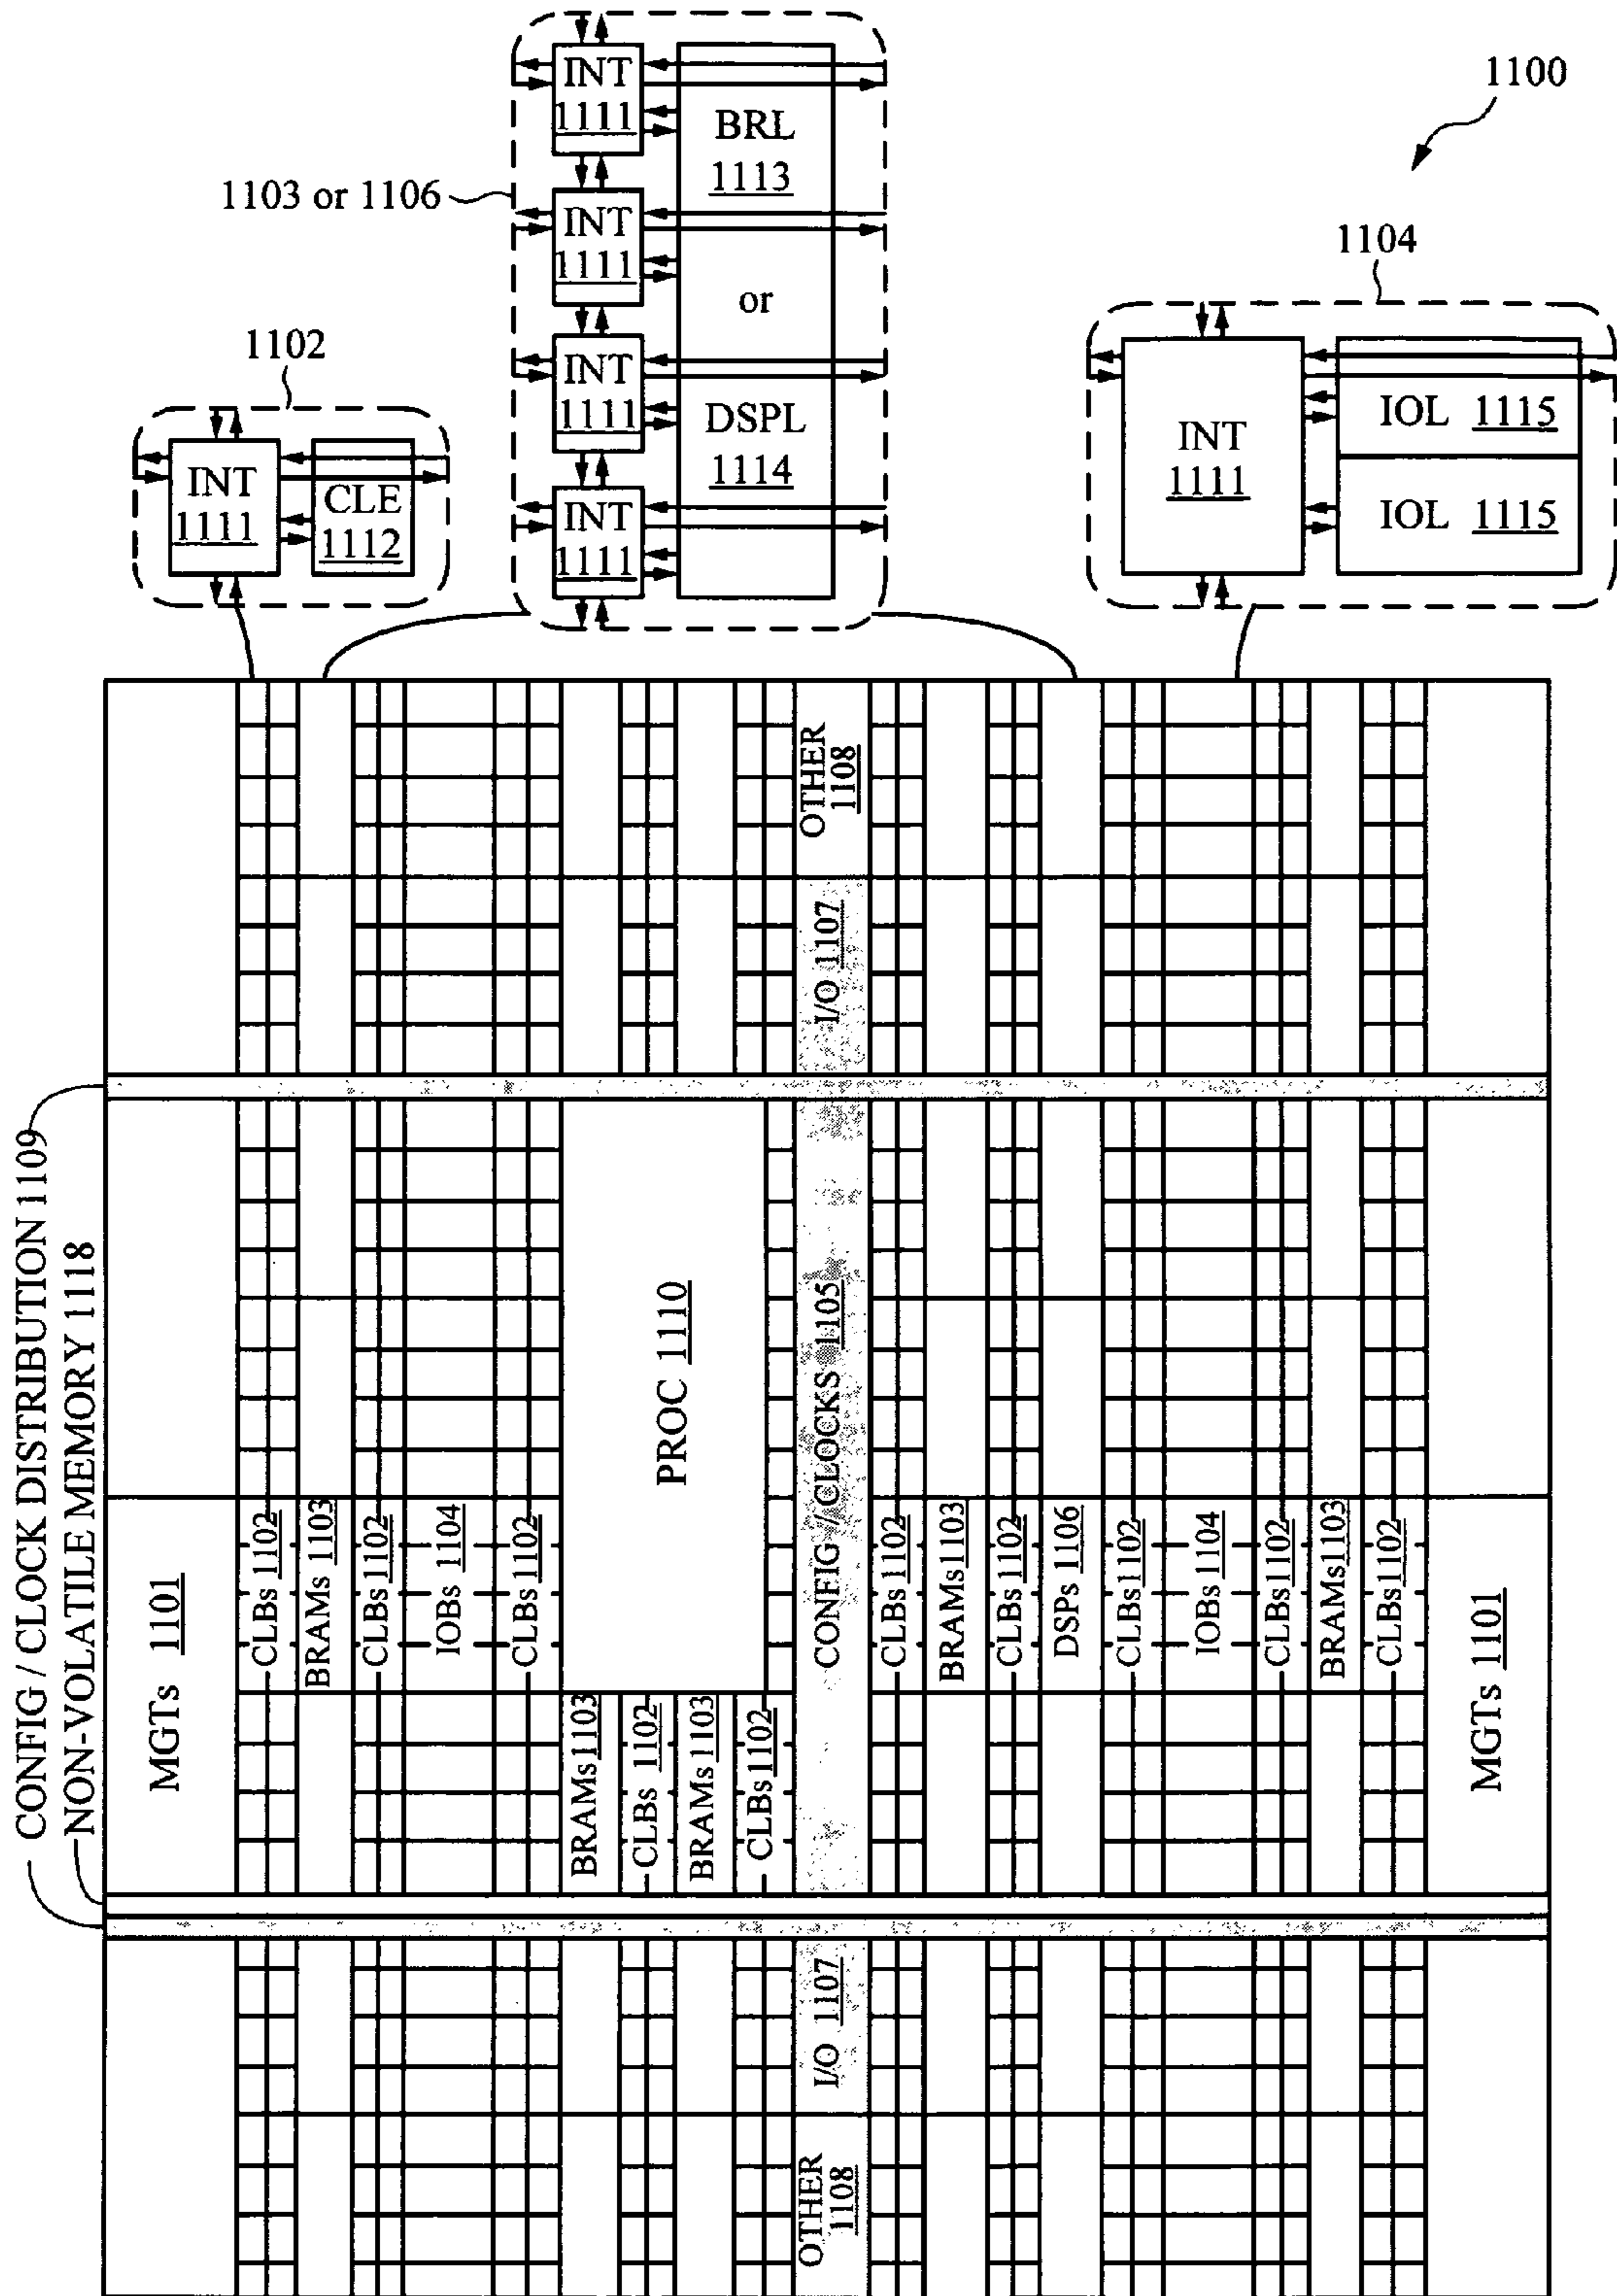 1100
INT
1111
INT
1111
INT
1111
INT
1111
BRL
1113
or
DSPL
1114
1103 or 1106
1104
INT
1111
IOL 1115
IOL 1115
1102
INT
1111
CLE
1112
OTHER
1108
I/O 1107
CONFIG / CLOCK DISTRIBUTION 1109
NON-VOLATILE MEMORY 1118
PROC 1110
CONFIG / CLOCKS 1105
MGTs 1101
CLBs 1102
BRAMs 1103
CLBs 1102
IOBs 1104
CLBs 1102
BRAMs 1103
CLBs 1102
BRAMs 1103
CLBs 1102
CLBs 1102
BRAMs 1103
CLBs 1102
DSPs 1106
CLBs 1102
IOBs 1104
CLBs 1102
BRAMs 1103
CLBs 1102
MGTs 1101
I/O 1107
OTHER
1108